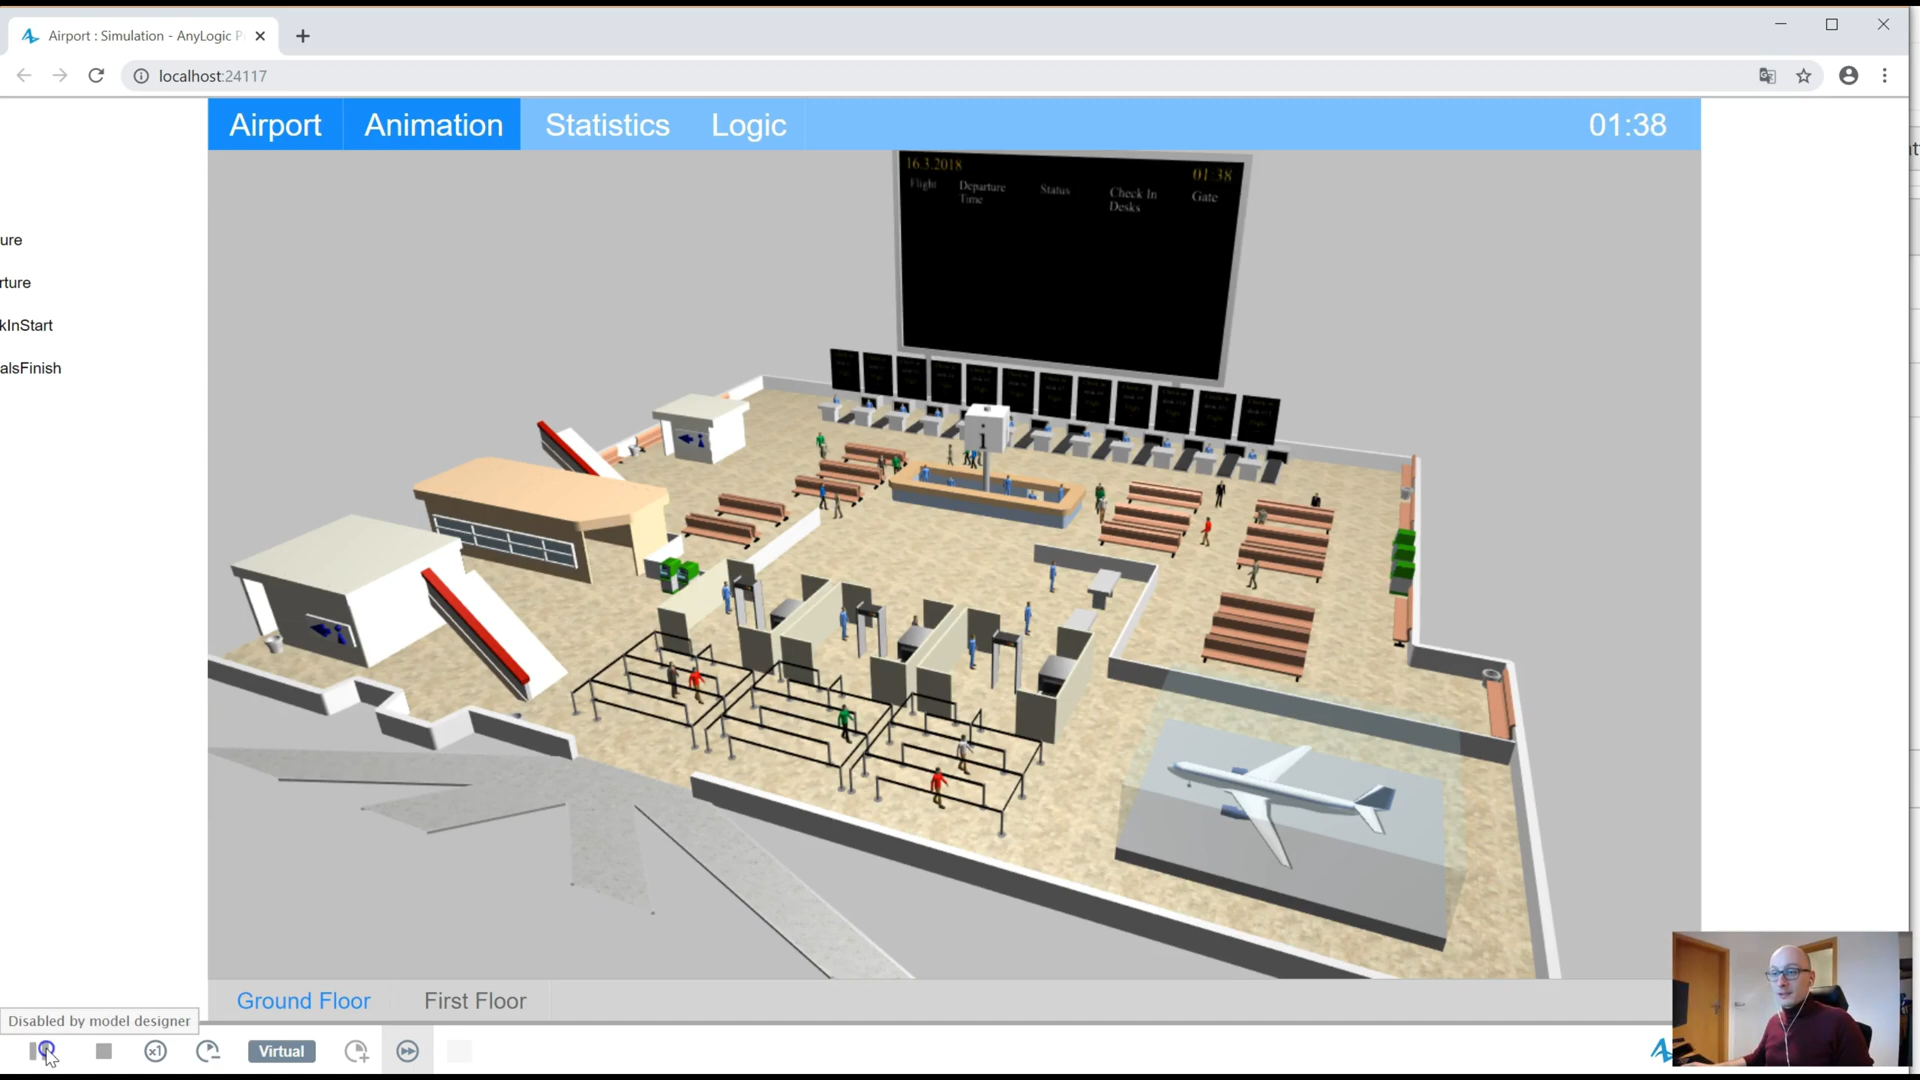 Airport : Simulation - AnyLogic P
localhost:24117
Airport Animation Statistics Logic 01:38
16.3.2018 01:38
Flight Departure Time Status Check In Desks Gate
ure
rture
kInStart
alsFinish
i
Ground Floor First Floor
Disabled by model designer
x1 Virtual